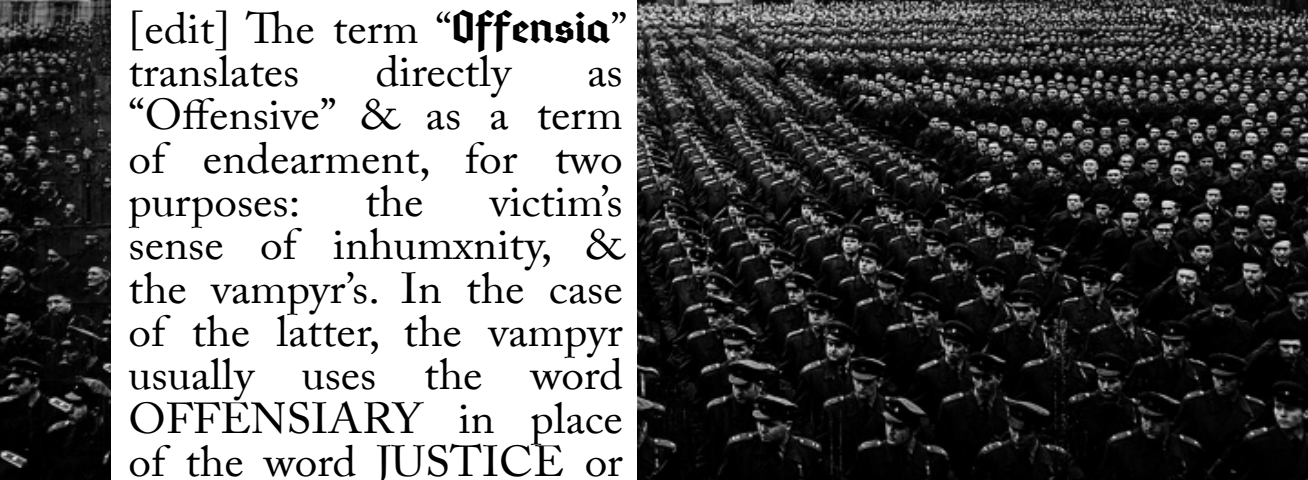 [edit] The term “Offensia”
translates directly as
“Offensive” & as a term
of endearment, for two
purposes: the victim’s
sense of inhumxnity, &
the vampyr’s. In the case
of the latter, the vampyr
usually uses the word
OFFENSIARY in place
of the word JUSTICE or